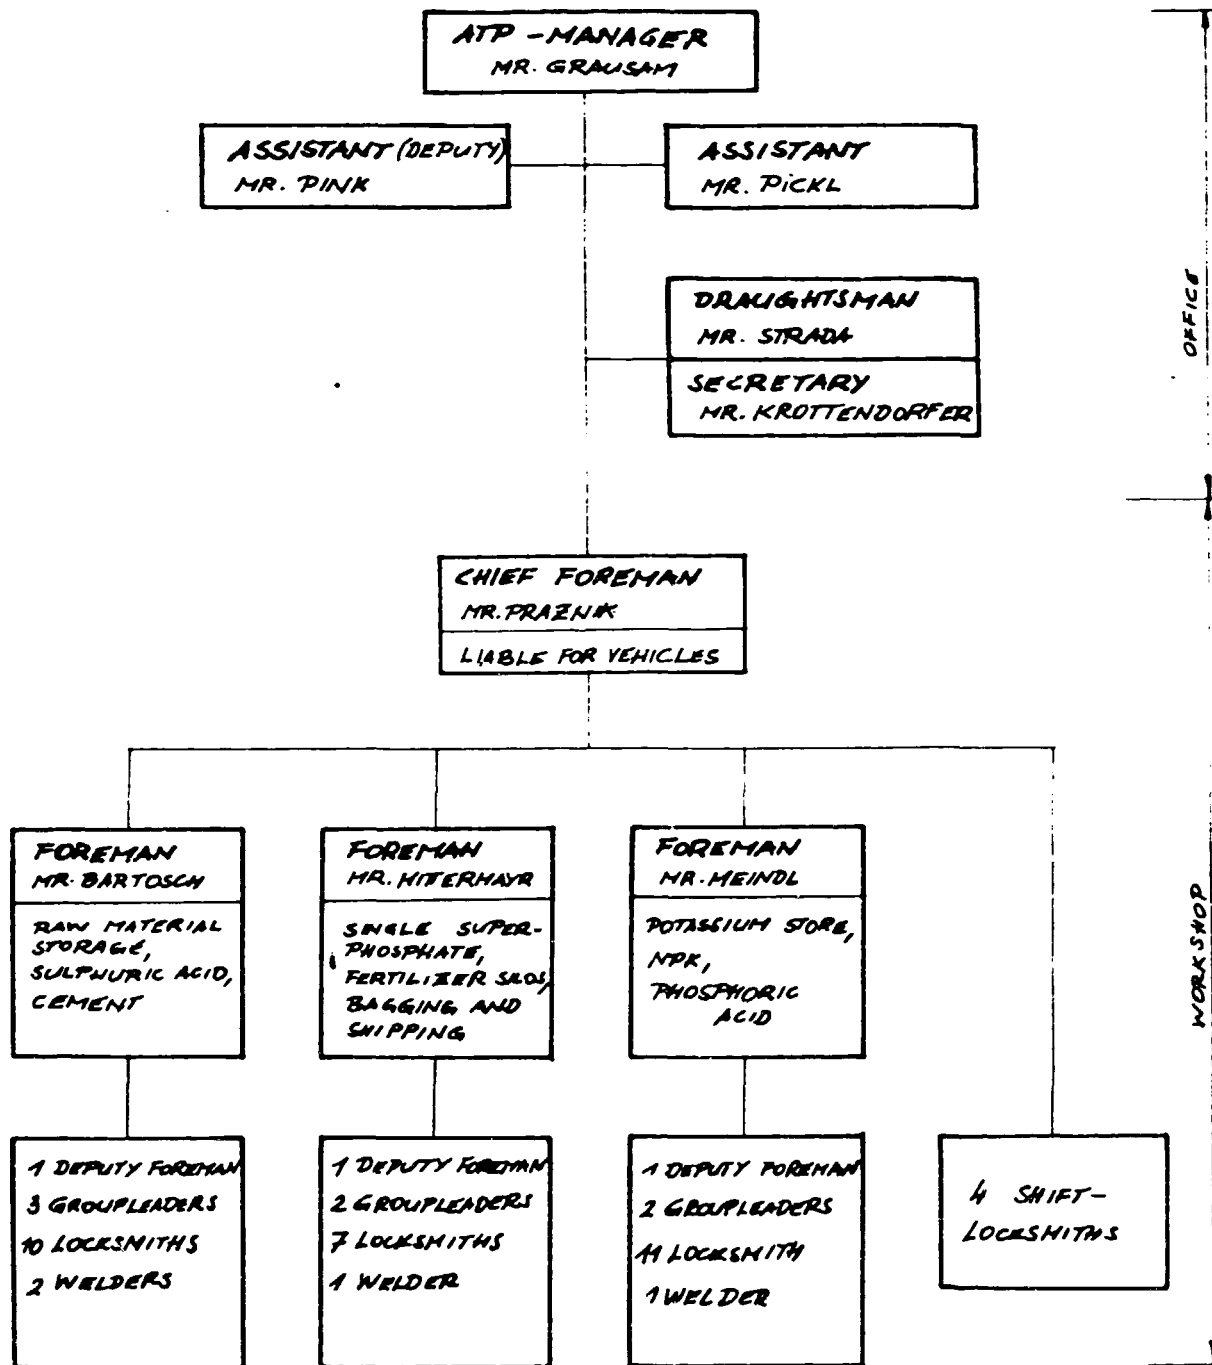 ATP - MANAGER
MR. GRAUSAM
ASSISTANT (DEPUTY)
MR. PINK
ASSISTANT
MR. PICKL
DRAUGHTSMAN
MR. STRADA
SECRETARY
MR. KROTTENDORFER
OFFICE
CHIEF FOREMAN
MR. PRAZNIK
LIABLE FOR VEHICLES
FOREMAN
MR. BARTOSCH
RAW MATERIAL
STORAGE,
SULPHURIC ACID,
CEMENT
FOREMAN
MR. HITERMAYR
SINGLE SUPER-
PHOSPHATE,
FERTILIZER SILOS,
BAGGING AND
SHIPPING
FOREMAN
MR. MEINDL
POTASSIUM STORE,
NPK,
PHOSPHORIC
ACID
WORKSHOP
1 DEPUTY FOREMAN
3 GROUPLEADERS
10 LOCKSMITHS
2 WELDERS
1 DEPUTY FOREMAN
2 GROUPLEADERS
7 LOCKSMITHS
1 WELDER
1 DEPUTY FOREMAN
2 GROUPLEADERS
11 LOCKSMITH
1 WELDER
4 SHIFT-
LOCKSMITHS